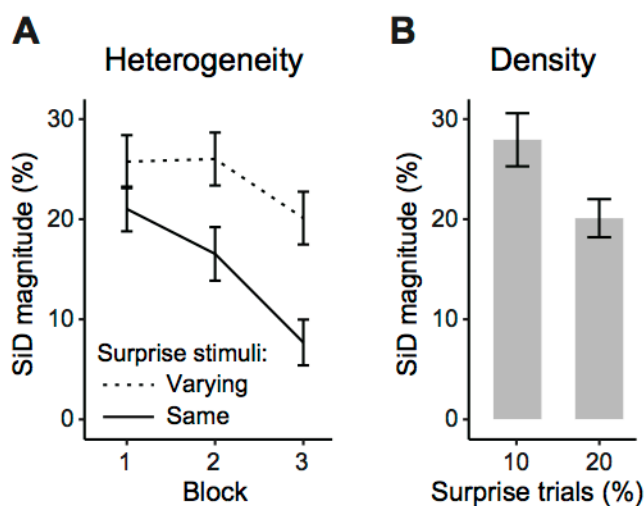 A
Heterogeneity
SiD magnitude (%)
30
20
10
0
Surprise stimuli:
Varying
Same
1 2 3
Block
B
Density
SiD magnitude (%)
30
20
10
0
10 20
Surprise trials (%)